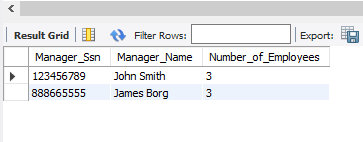 Result Grid Filter Rows: Export:
Manager_Ssn Manager_Name Number_of_Employees
123456789 John Smith 3
888665555 James Borg 3